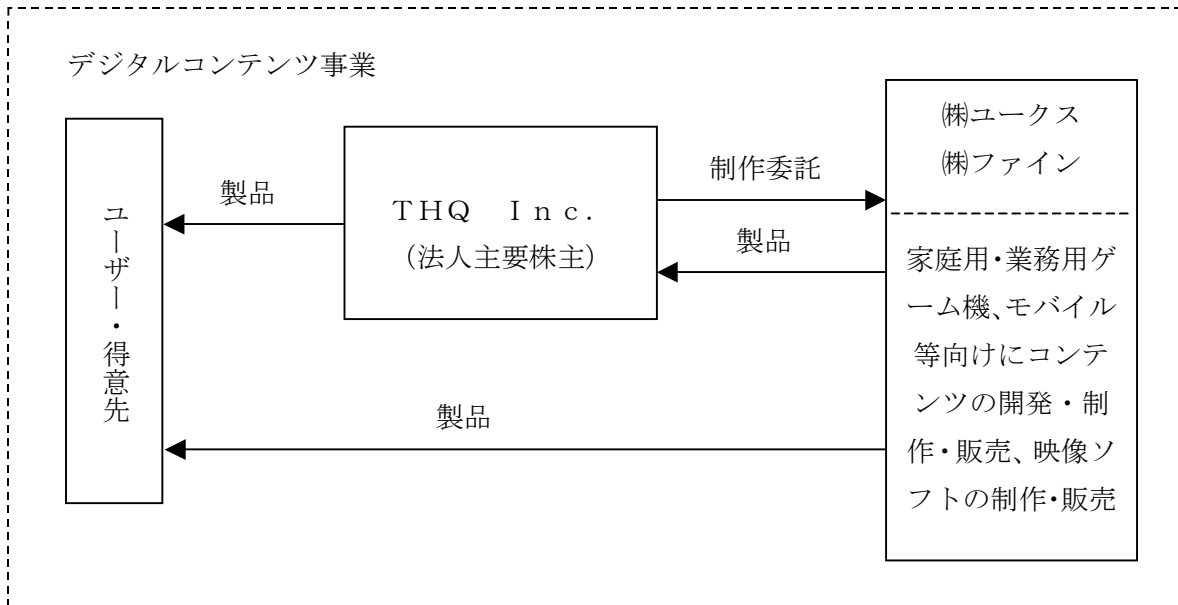 デジタルコンテンツ事業
ユーザー・得意先
製品
ＴＨＱ　Ｉｎｃ．
（法人主要株主）
制作委託
製品
製品
㈱ユークス
㈱ファイン
家庭用・業務用ゲ
ーム機、モバイル
等向けにコンテ
ンツの開発・制
作・販売、映像ソ
フトの制作・販売